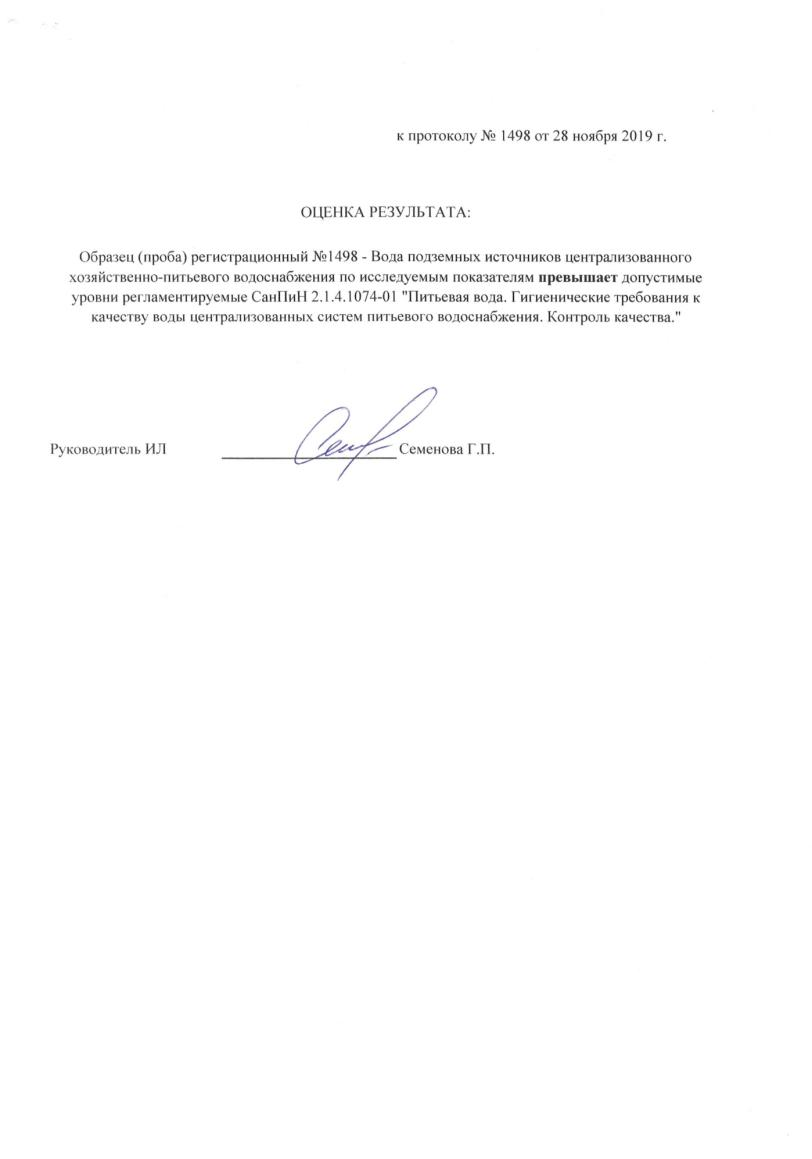 к протоколу № 1498 от 28 ноября 2019 г.
ОЦЕНКА РЕЗУЛЬТАТА:
Образец (проба) регистрационный №1498 - Вода подземных источников централизованного
хозяйственно-питьевого водоснабжения по исследуемым показателям превышает допустимые
уровни регламентируемые СанПиН 2.1.4.1074-01 "Питьевая вода. Гигиенические требования к
качеству воды централизованных систем питьевого водоснабжения. Контроль качества."
Руководитель ИЛ Семенова Г.П.